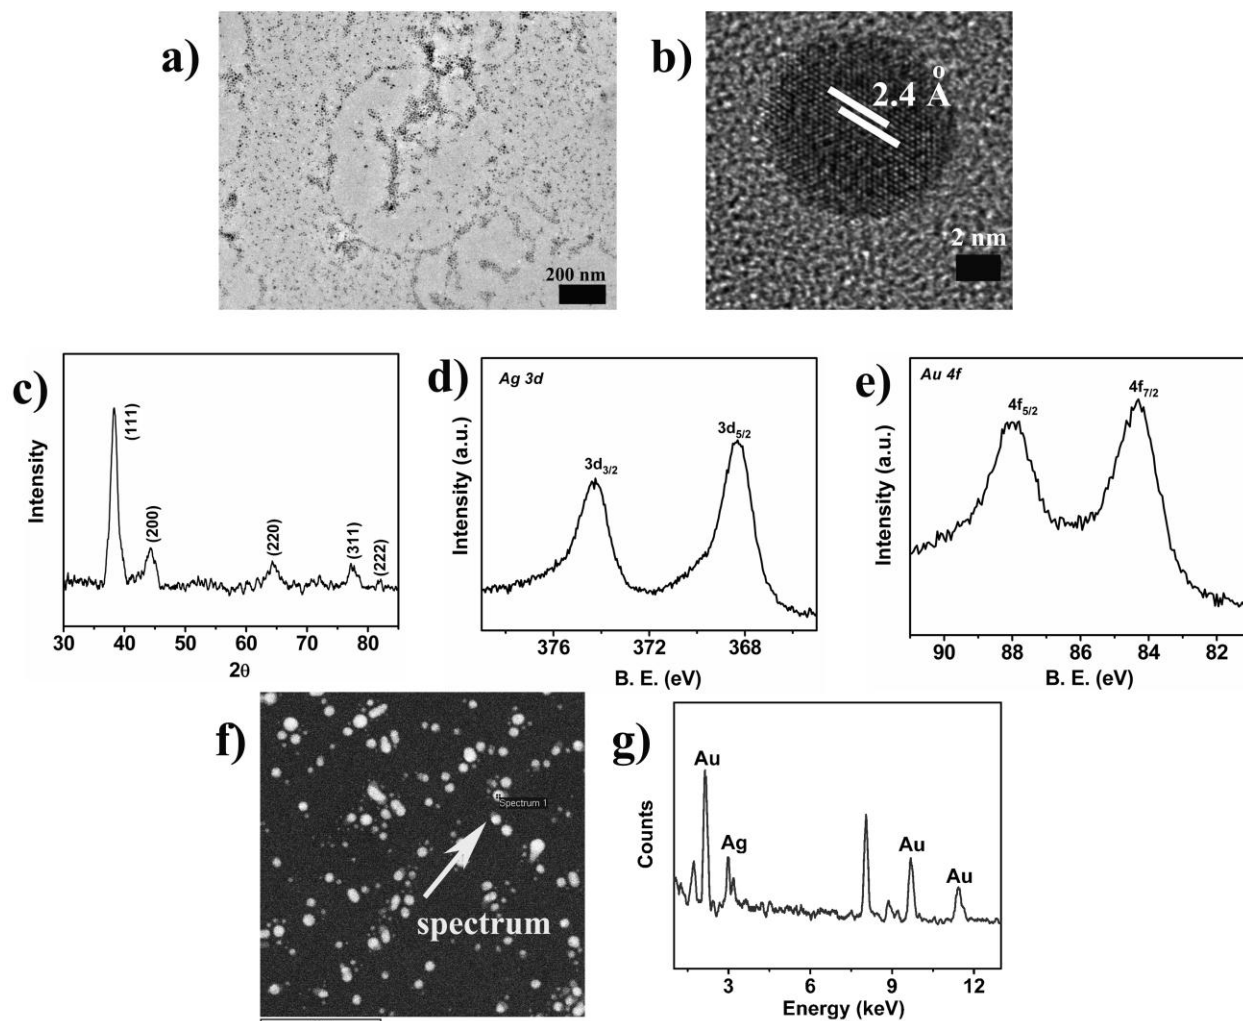 a)
200 nm
b)
2.4 Å
2 nm
c)
Intensity
(111)
(200)
(220)
(311)
(222)
30 40 50 60 70 80
2θ
d)
Ag 3d
Intensity (a.u.)
3d3/2
3d5/2
376 372 368
B. E. (eV)
e)
Au 4f
Intensity (a.u.)
4f5/2
4f7/2
90 88 86 84 82
B. E. (eV)
f)
Spectrum 1
spectrum
g)
Counts
Au
Ag
Au
Au
3 6 9 12
Energy (keV)